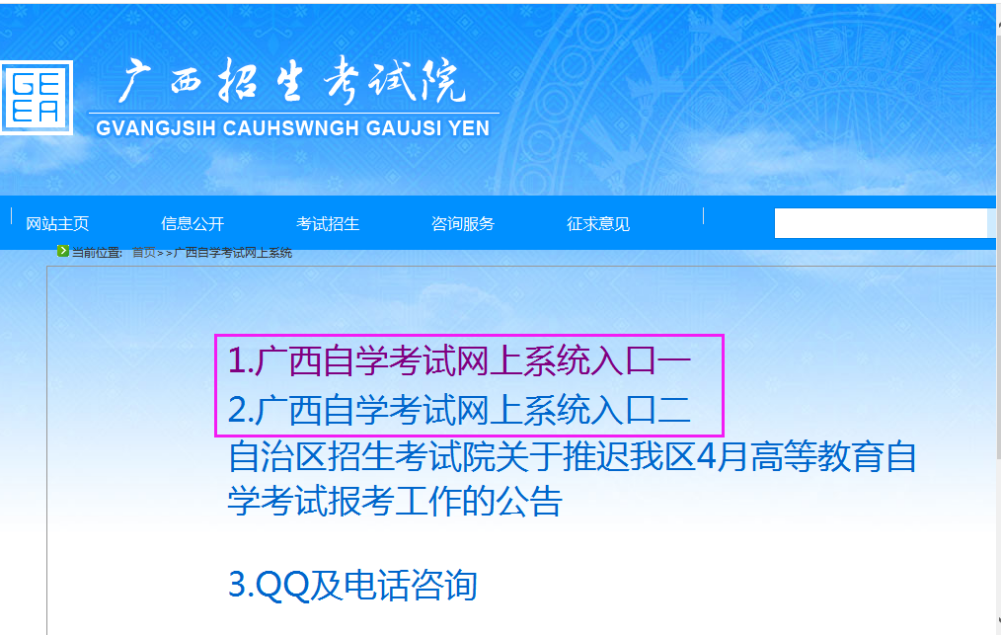 GE
EA
广西招生考试院
GVANGJSIH CAUHSWNGH GAUJSI YEN
网站主页 信息公开 考试招生 咨询服务 征求意见
当前位置: 首页>>广西自学考试网上系统
1.广西自学考试网上系统入口一
2.广西自学考试网上系统入口二
自治区招生考试院关于推迟我区4月高等教育自
学考试报考工作的公告
3.QQ及电话咨询